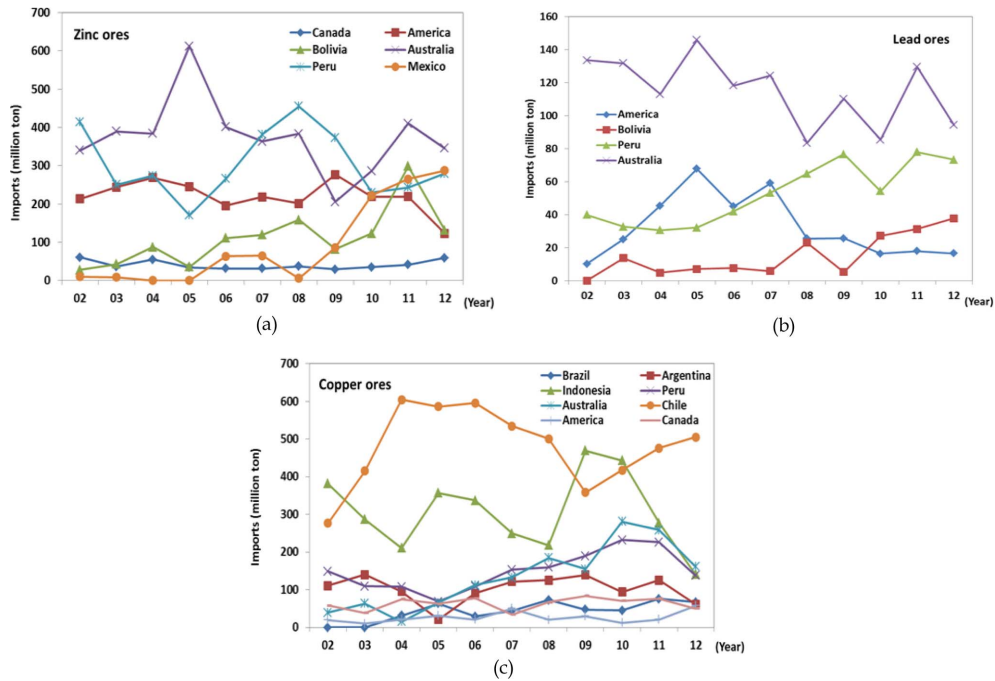 Zinc ores
Canada
America
Bolivia
Australia
Peru
Mexico
Imports (million ton)
700
600
500
400
300
200
100
0
02 03 04 05 06 07 08 09 10 11 12 (Year)
(a)
Lead ores
America
Bolivia
Peru
Australia
Imports (million ton)
160
140
120
100
80
60
40
20
0
02 03 04 05 06 07 08 09 10 11 12 (Year)
(b)
Copper ores
Brazil
Argentina
Indonesia
Peru
Australia
Chile
America
Canada
Imports (million ton)
700
600
500
400
300
200
100
0
02 03 04 05 06 07 08 09 10 11 12 (Year)
(c)